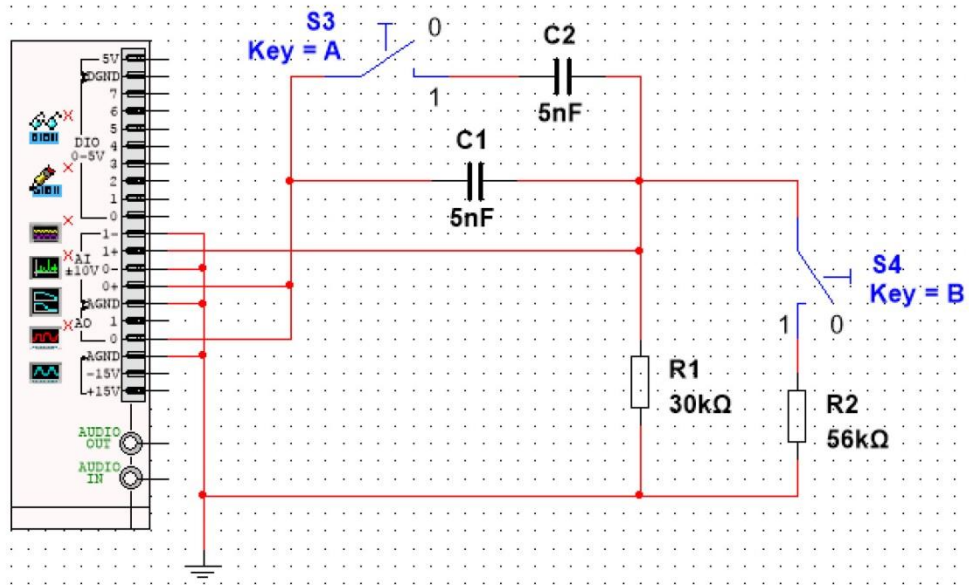 S3
Key = A
0
1
C2
5nF
C1
5nF
S4
Key = B
1
0
R1
30kΩ
R2
56kΩ
5V
DGND
7
6
5
DIO
4
0-5V
3
2
1
0
1-
1+
AI
±10V
0-
0+
AGND
AO
1
0
AGND
-15V
+15V
AUDIO
OUT
AUDIO
IN